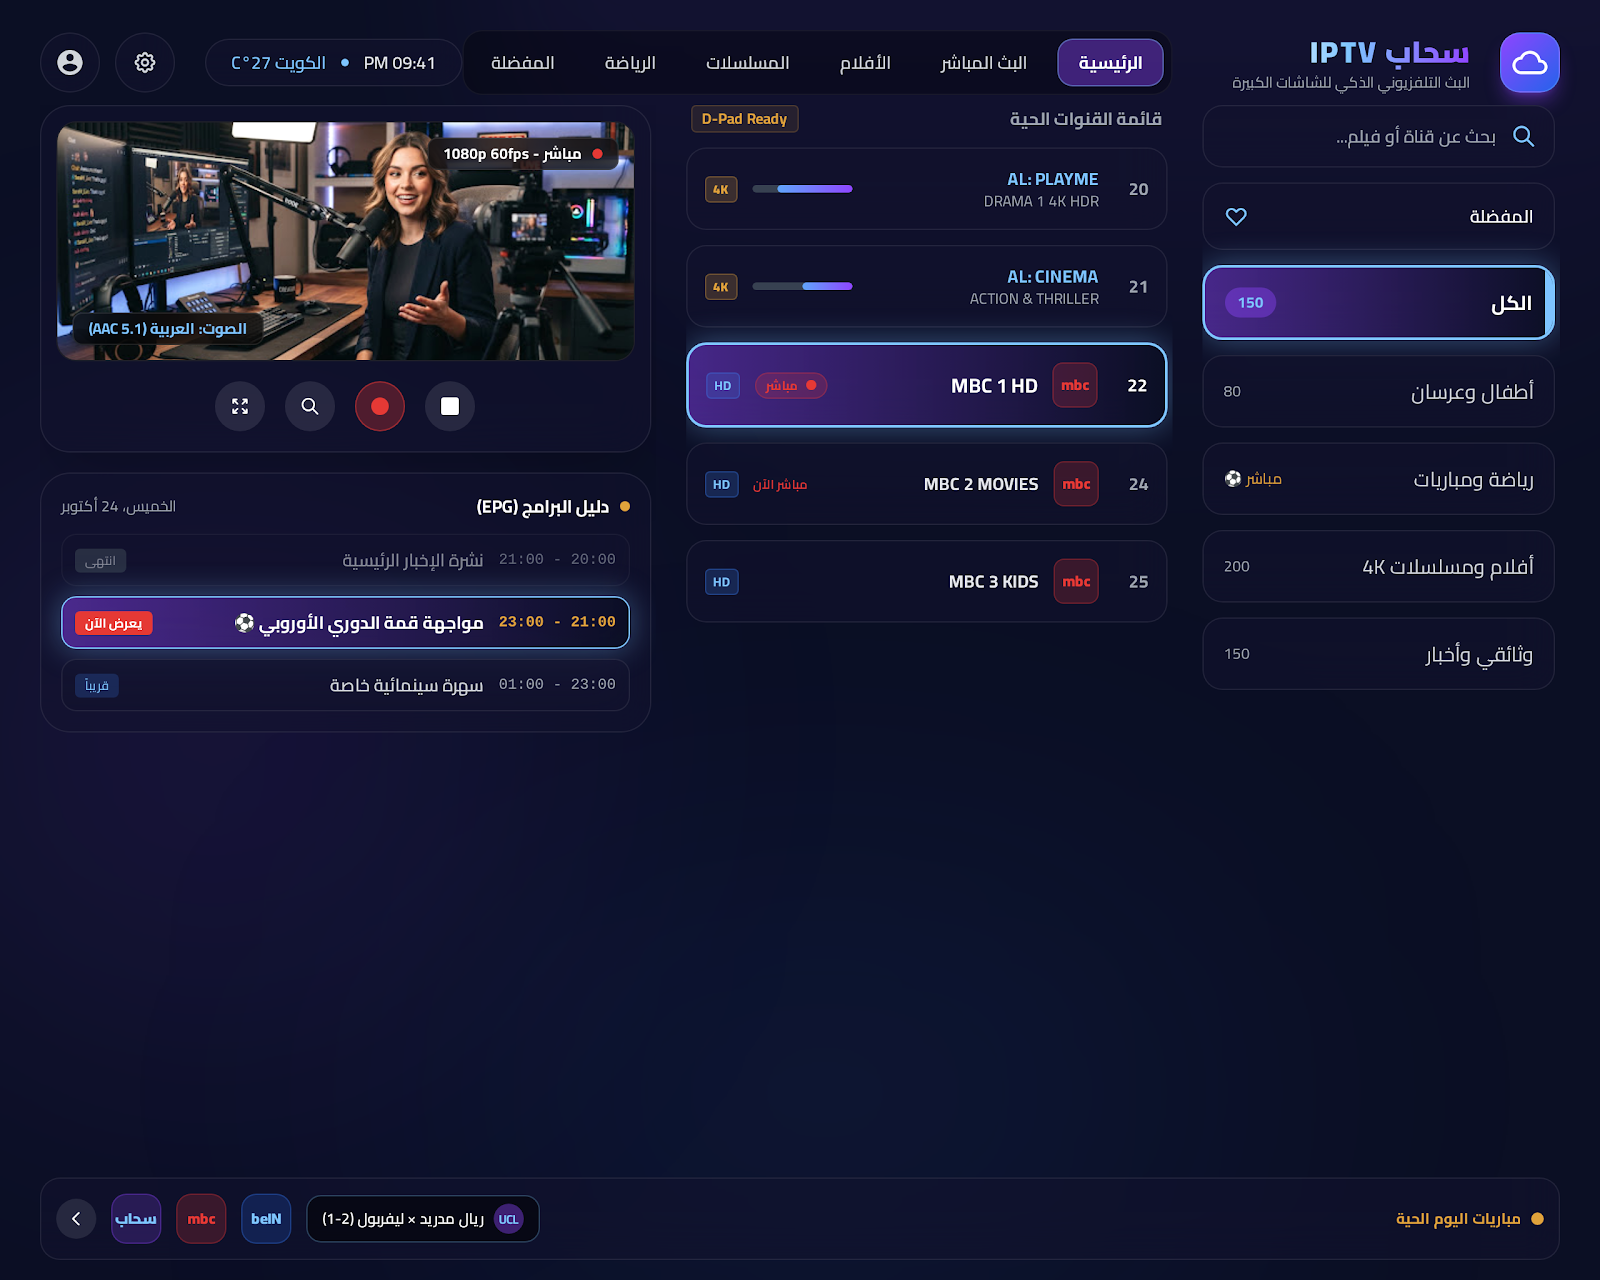 سحاب IPTV
البث التلفزيوني الذكي للشاشات الكبيرة
الرئيسية
البث المباشر
الأفلام
المسلسلات
الرياضة
المفضلة
09:41 PM
الكويت 27°C
بحث عن قناة أو فيلم...
المفضلة
الكل 150
أطفال وعرسان 80
رياضة ومباريات مباشر ⚽
أفلام ومسلسلات 4K 200
وثائقي وأخبار 150
قائمة القنوات الحية D-Pad Ready
20 AL: PLAYME 4K
DRAMA 1 4K HDR
21 AL: CINEMA 4K
ACTION & THRILLER
22 mbc MBC 1 HD مباشر HD
24 mbc MBC 2 MOVIES مباشر الآن HD
25 mbc MBC 3 KIDS HD
مباشر - 1080p 60fps
الصوت: العربية (AAC 5.1)
دليل البرامج (EPG) الخميس، 24 أكتوبر
20:00 - 21:00 نشرة الإخبار الرئيسية انتهى
21:00 - 23:00 مواجهة قمة الدوري الأوروبي ⚽ يعرض الآن
23:00 - 01:00 سهرة سينمائية خاصة قريباً
مباريات اليوم الحية
UCL ريال مدريد × ليفربول (2-1)
beIN
mbc
سحاب